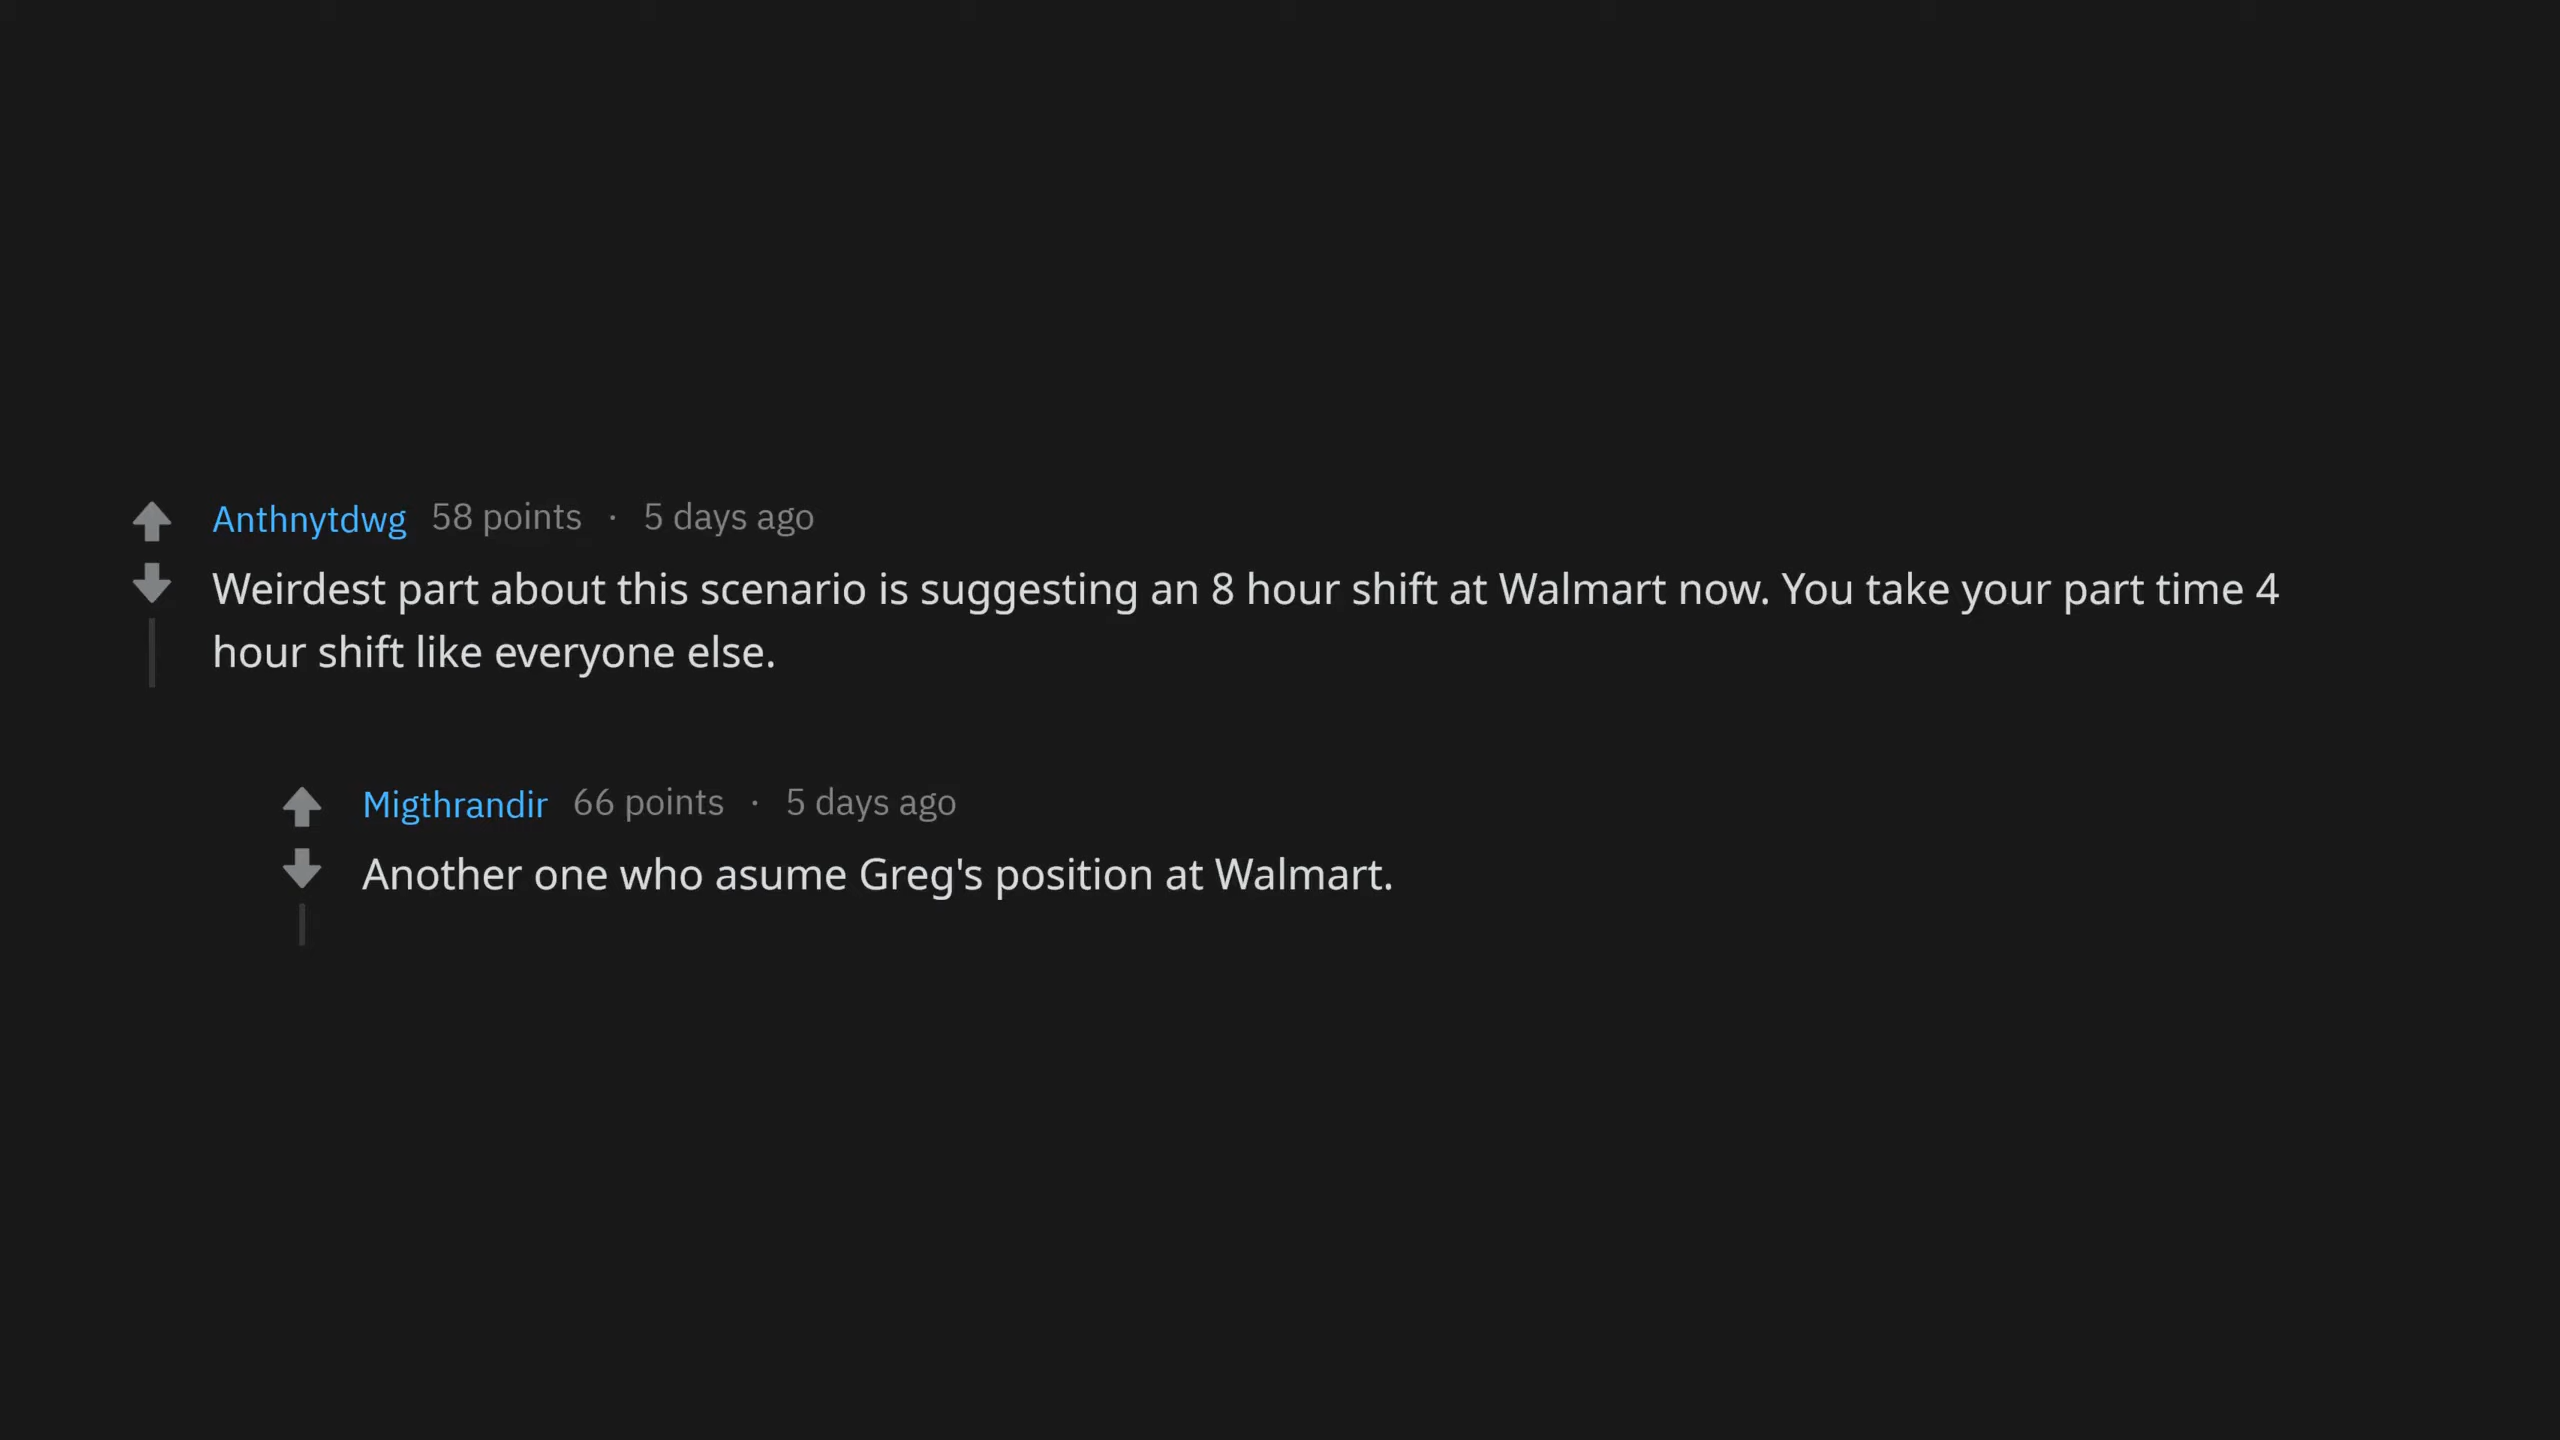 Anthnytdwg 58 points · 5 days ago
Weirdest part about this scenario is suggesting an 8 hour shift at Walmart now. You take your part time 4
hour shift like everyone else.
Migthrandir 66 points · 5 days ago
Another one who asume Greg's position at Walmart.